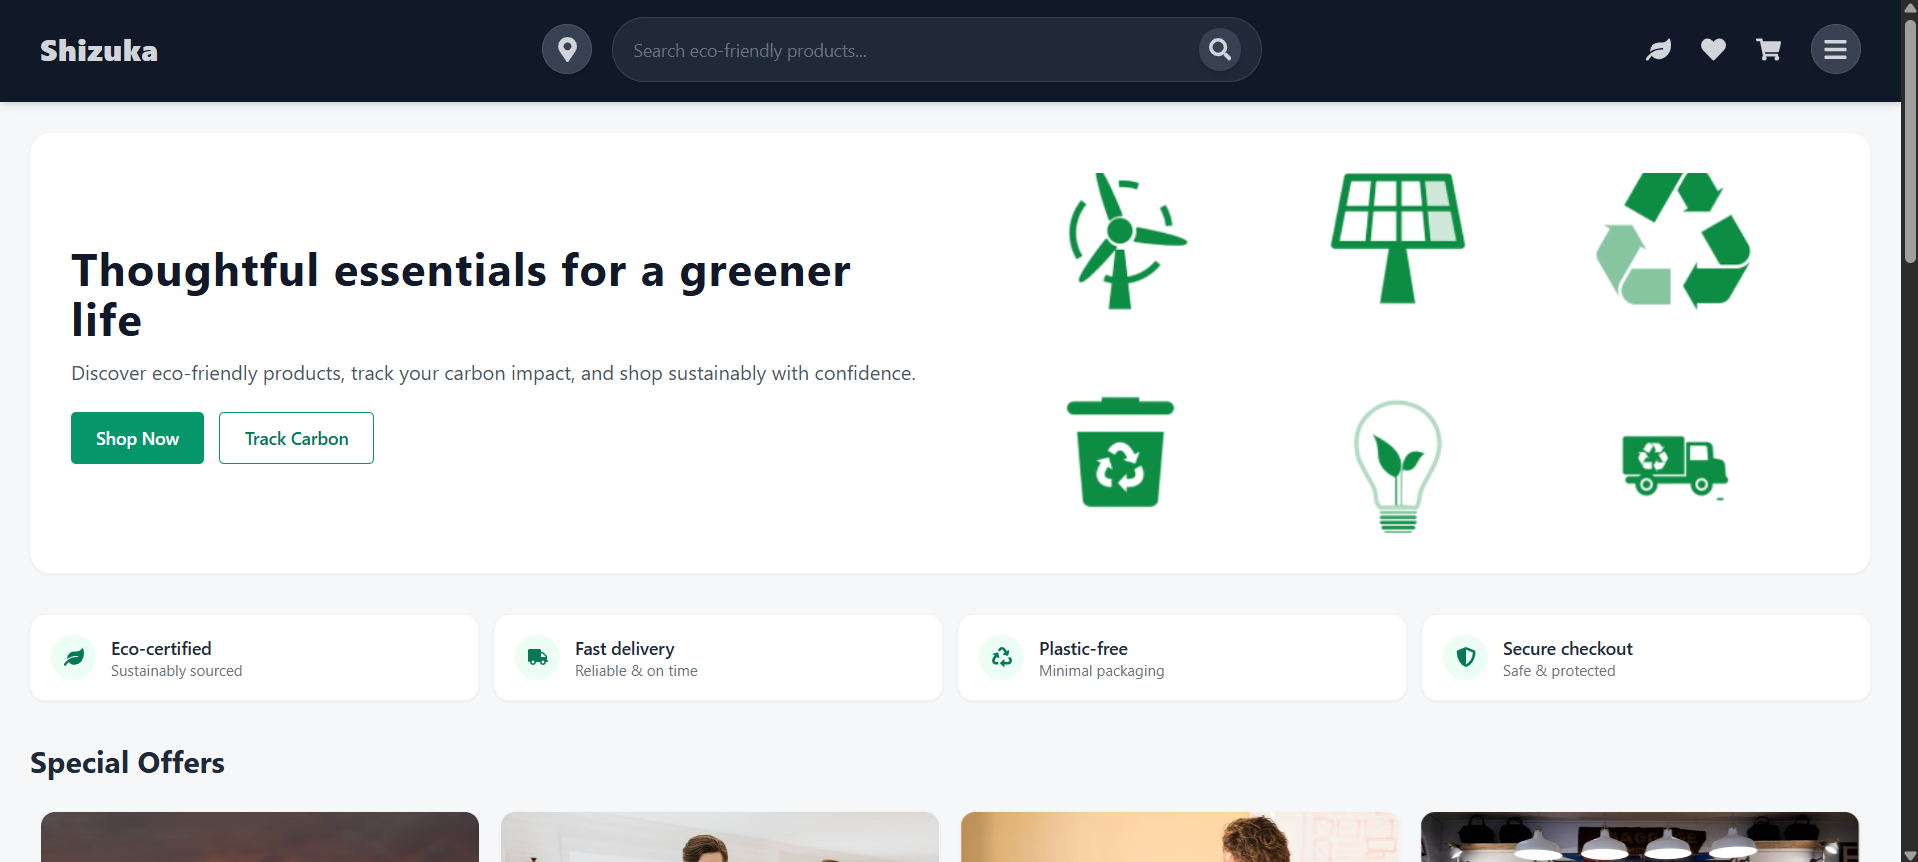 Shizuka
Search eco-friendly products...
Thoughtful essentials for a greener
life
Discover eco-friendly products, track your carbon impact, and shop sustainably with confidence.
Shop Now
Track Carbon
Eco-certified
Sustainably sourced
Fast delivery
Reliable & on time
Plastic-free
Minimal packaging
Secure checkout
Safe & protected
Special Offers